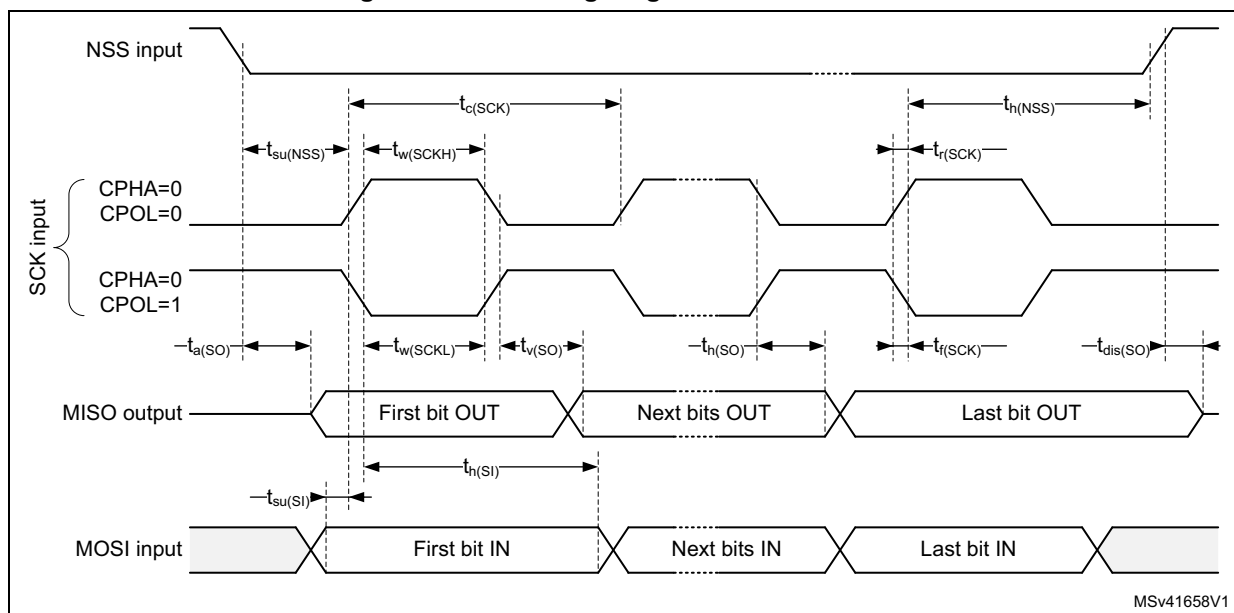 NSS input
tc(SCK)
th(NSS)
tsu(NSS)
tw(SCKH)
tr(SCK)
CPHA=0
CPOL=0
SCK input
CPHA=0
CPOL=1
ta(SO)
tw(SCKL)
tv(SO)
th(SO)
tf(SCK)
tdis(SO)
MISO output
First bit OUT
Next bits OUT
Last bit OUT
th(SI)
tsu(SI)
MOSI input
First bit IN
Next bits IN
Last bit IN
MSv41658V1